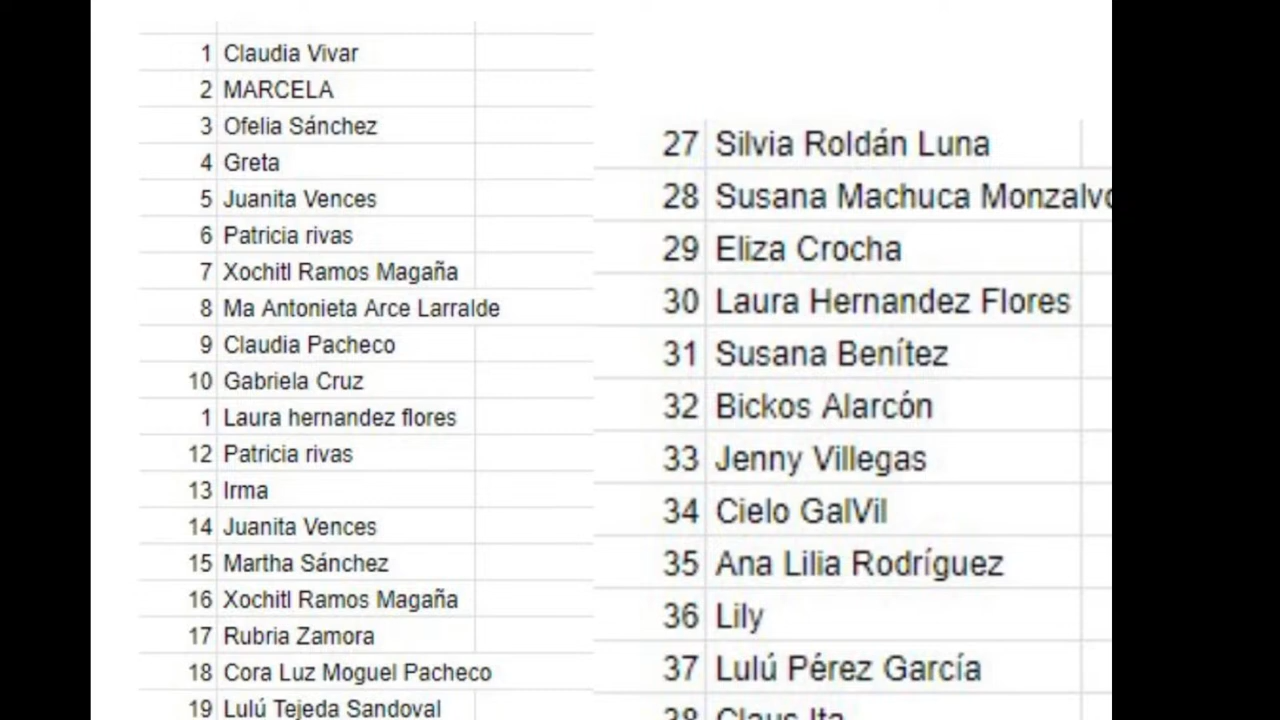 1 Claudia Vivar
2 MARCELA
3 Ofelia Sánchez
4 Greta
5 Juanita Vences
6 Patricia rivas
7 Xochitl Ramos Magaña
8 Ma Antonieta Arce Larralde
9 Claudia Pacheco
10 Gabriela Cruz
1 Laura hernandez flores
12 Patricia rivas
13 Irma
14 Juanita Vences
15 Martha Sánchez
16 Xochitl Ramos Magaña
17 Rubria Zamora
18 Cora Luz Moguel Pacheco
19 Lulú Tejeda Sandoval
27 Silvia Roldán Luna
28 Susana Machuca Monzalvo
29 Eliza Crocha
30 Laura Hernandez Flores
31 Susana Benítez
32 Bickos Alarcón
33 Jenny Villegas
34 Cielo GalVil
35 Ana Lilia Rodríguez
36 Lily
37 Lulú Pérez García
38 Claus Ita